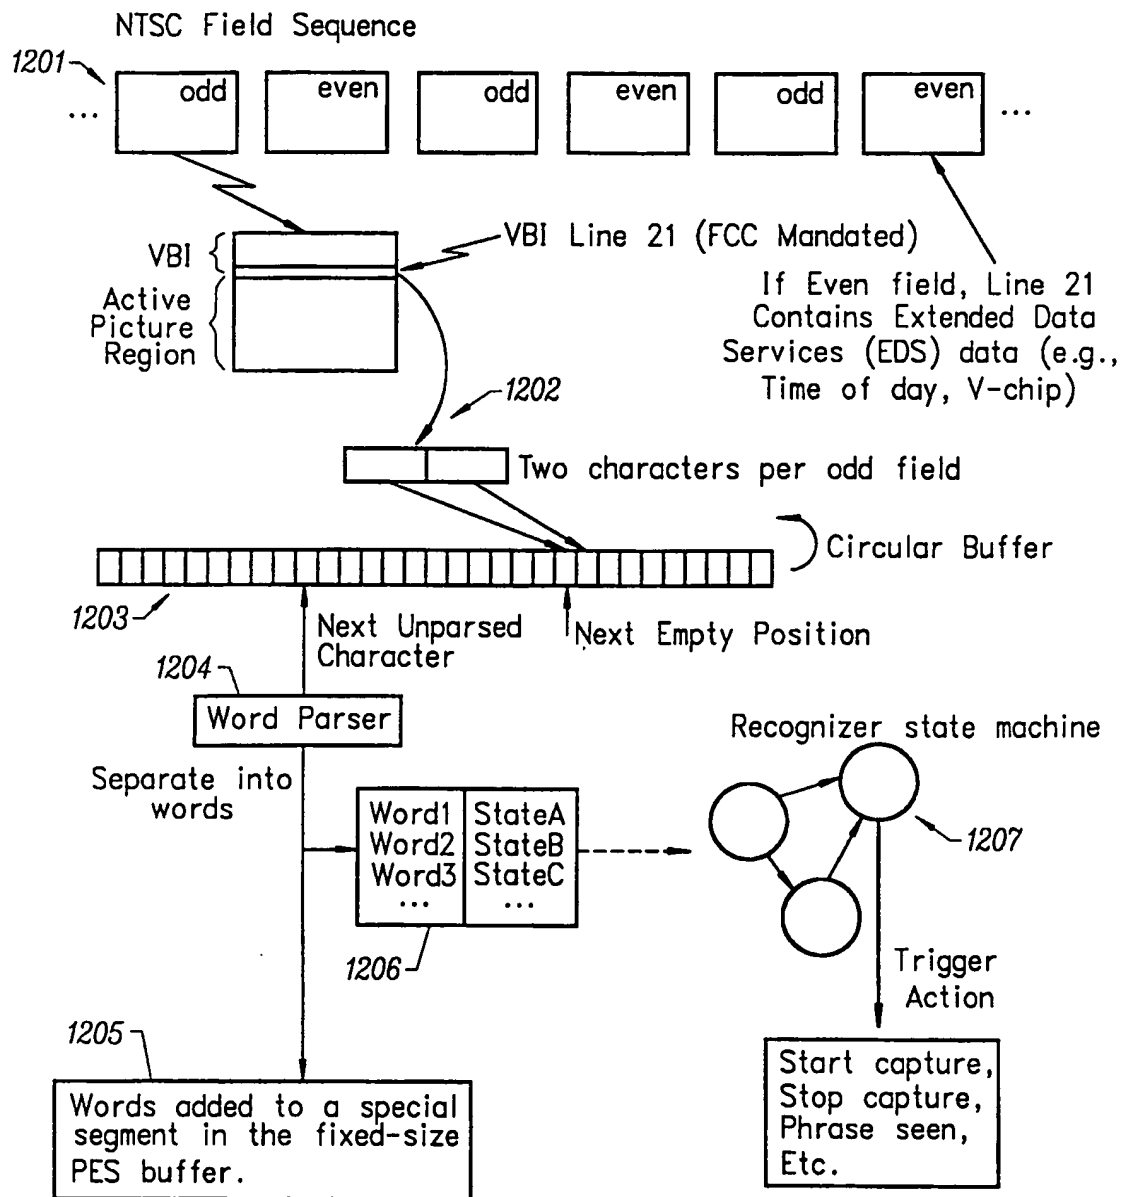 NTSC Field Sequence
1201
... odd even odd even odd even ...
VBI
VBI Line 21 (FCC Mandated)
Active
Picture
Region
If Even field, Line 21
Contains Extended Data
Services (EDS) data (e.g.,
Time of day, V-chip)
1202
Two characters per odd field
Circular Buffer
1203
Next Unparsed
Character
Next Empty Position
1204
Word Parser
Separate into
words
Recognizer state machine
Word1 StateA
Word2 StateB
Word3 StateC
... ...
1206
1207
Trigger
Action
1205
Words added to a special
segment in the fixed-size
PES buffer.
Start capture,
Stop capture,
Phrase seen,
Etc.